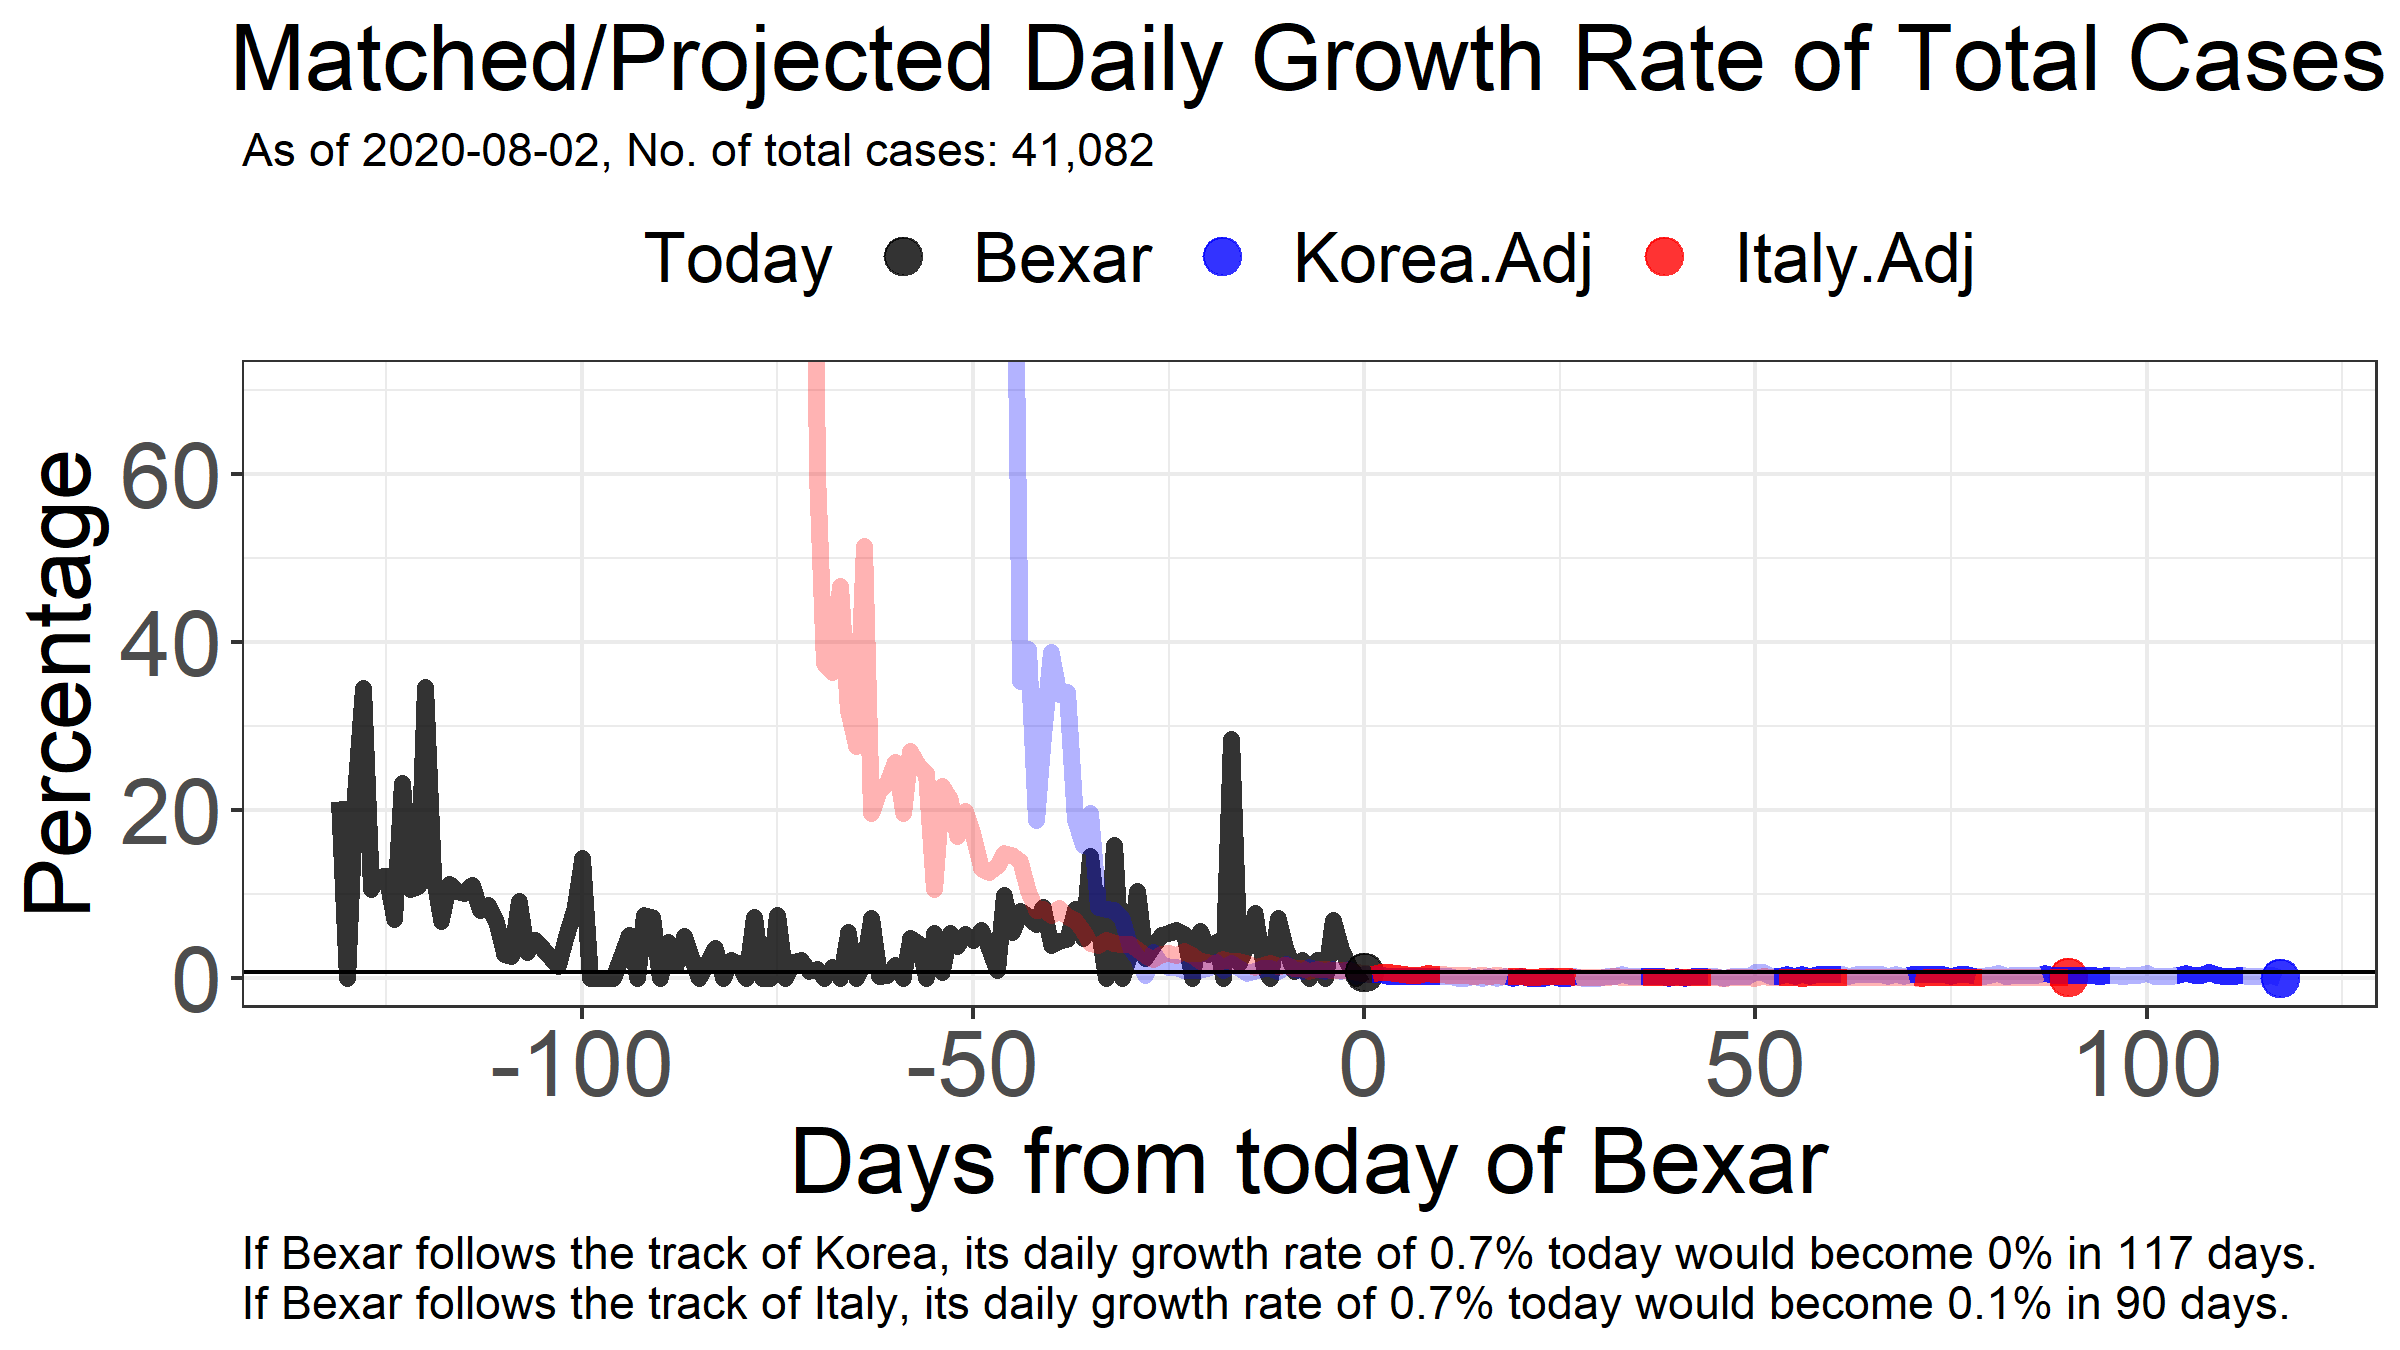 Matched/Projected Daily Growth Rate of Total Cases
As of 2020-08-02, No. of total cases: 41,082
Today Bexar Korea.Adj Italy.Adj
Percentage
60
40
20
0
-100 -50 0 50 100
Days from today of Bexar
If Bexar follows the track of Korea, its daily growth rate of 0.7% today would become 0% in 117 days.
If Bexar follows the track of Italy, its daily growth rate of 0.7% today would become 0.1% in 90 days.